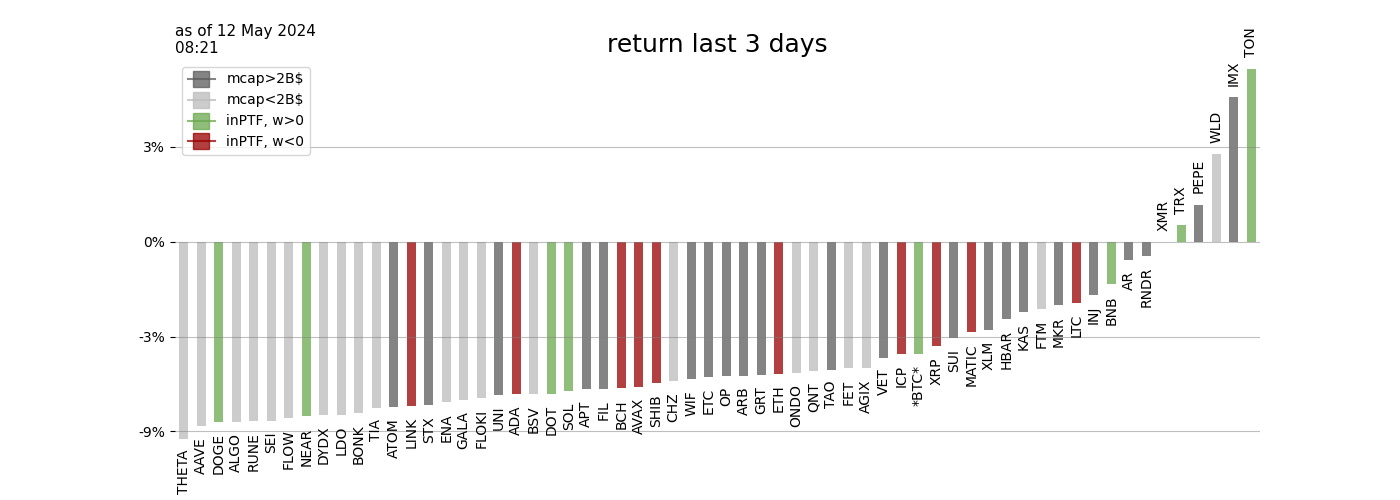 as of 12 May 2024
08:21
return last 3 days
mcap>2B$
mcap<2B$
inPTF, w>0
inPTF, w<0
3%
0%
-3%
-9%
THETA
AAVE
DOGE
ALGO
RUNE
SEI
FLOW
NEAR
DYDX
LDO
BONK
TIA
ATOM
LINK
STX
ENA
GALA
FLOKI
UNI
ADA
BSV
DOT
SOL
APT
FIL
BCH
AVAX
SHIB
CHZ
WIF
ETC
OP
ARB
GRT
ETH
ONDO
QNT
TAO
FET
AGIX
VET
ICP
*BTC*
XRP
SUI
MATIC
XLM
HBAR
KAS
FTM
MKR
LTC
INJ
BNB
AR
RNDR
XMR
TRX
PEPE
WLD
IMX
TON